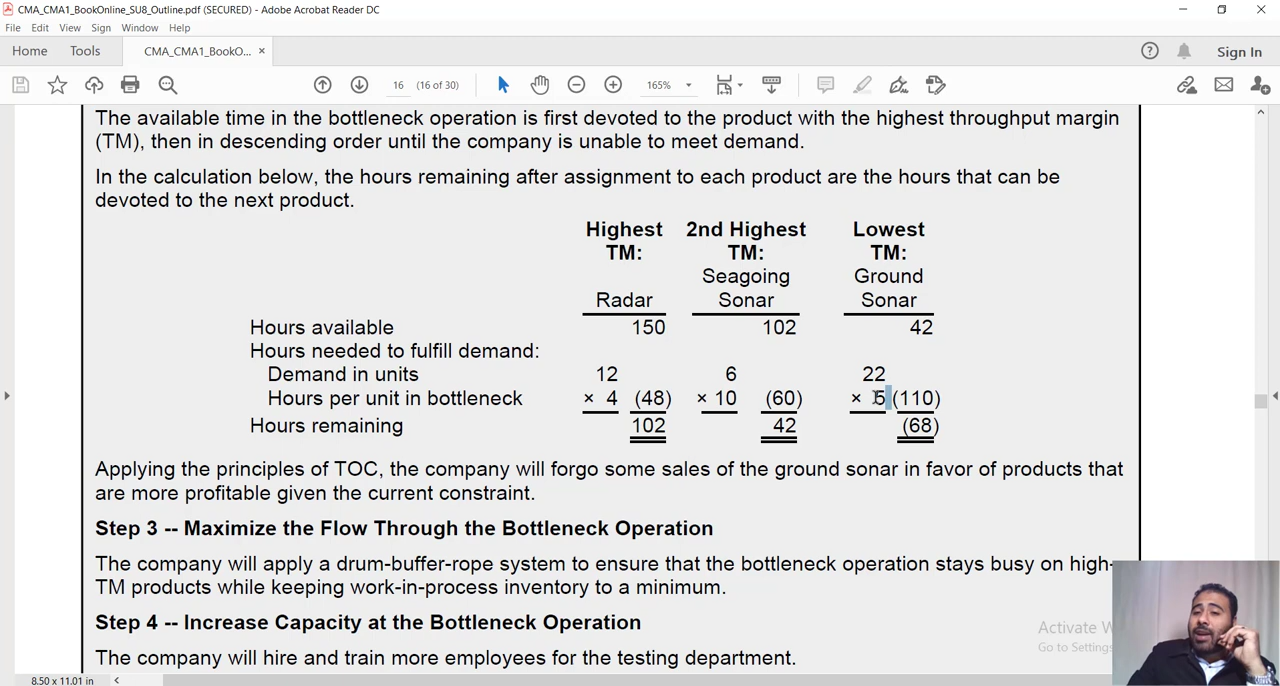 CMA_CMA1_BookOnline_SU8_Outline.pdf (SECURED) - Adobe Acrobat Reader DC
File Edit View Sign Window Help
Home Tools CMA_CMA1_BookO... × Sign In
16 (16 of 30) 165%
The available time in the bottleneck operation is first devoted to the product with the highest throughput margin
(TM), then in descending order until the company is unable to meet demand.
In the calculation below, the hours remaining after assignment to each product are the hours that can be
devoted to the next product.
Highest 2nd Highest Lowest
TM: TM: TM:
Seagoing Ground
Radar Sonar Sonar
Hours available 150 102 42
Hours needed to fulfill demand:
Demand in units 12 6 22
Hours per unit in bottleneck × 4 (48) × 10 (60) × 5 (110)
Hours remaining 102 42 (68)
Applying the principles of TOC, the company will forgo some sales of the ground sonar in favor of products that
are more profitable given the current constraint.
Step 3 -- Maximize the Flow Through the Bottleneck Operation
The company will apply a drum-buffer-rope system to ensure that the bottleneck operation stays busy on high-
TM products while keeping work-in-process inventory to a minimum.
Step 4 -- Increase Capacity at the Bottleneck Operation
Activate W
Go to Settings
The company will hire and train more employees for the testing department.
8.50 x 11.01 in